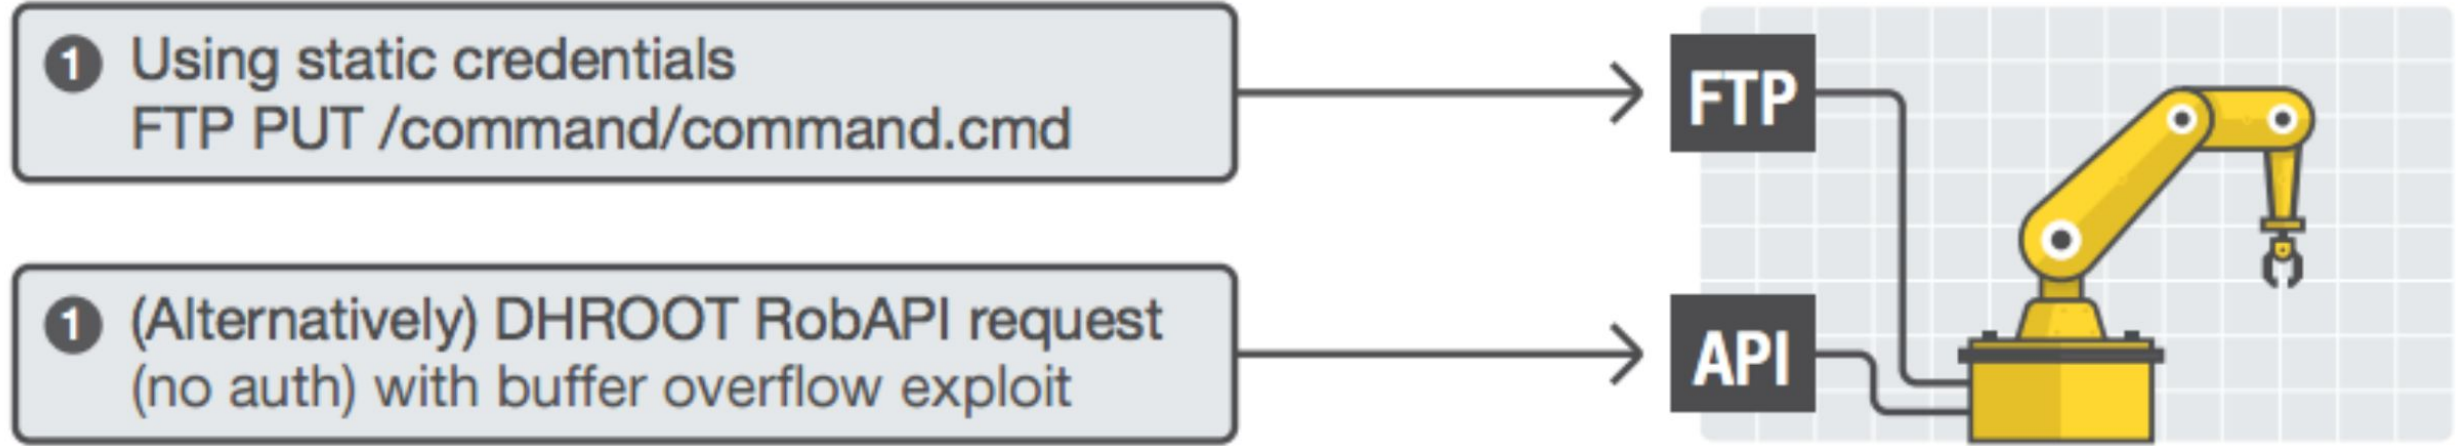 1 Using static credentials
FTP PUT /command/command.cmd
FTP
1 (Alternatively) DHROOT RobAPI request
(no auth) with buffer overflow exploit
API